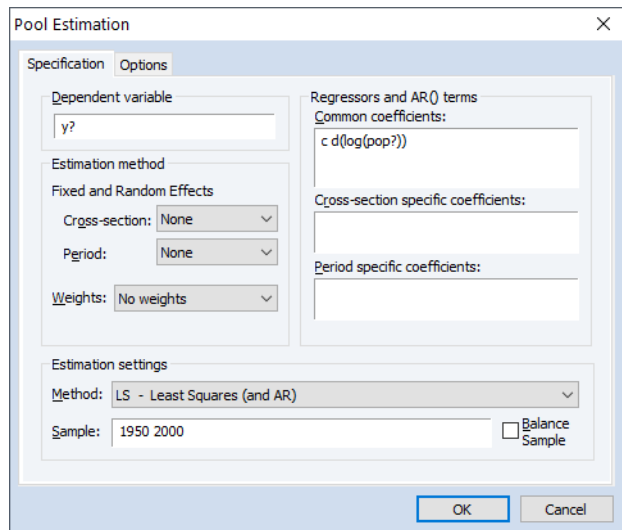 Pool Estimation
Specification
Options
Dependent variable
y?
Estimation method
Fixed and Random Effects
Cross-section: None
Period: None
Weights: No weights
Regressors and AR() terms
Common coefficients:
c d(log(pop?))
Cross-section specific coefficients:
Period specific coefficients:
Estimation settings
Method: LS - Least Squares (and AR)
Sample: 1950 2000
Balance
Sample
OK
Cancel